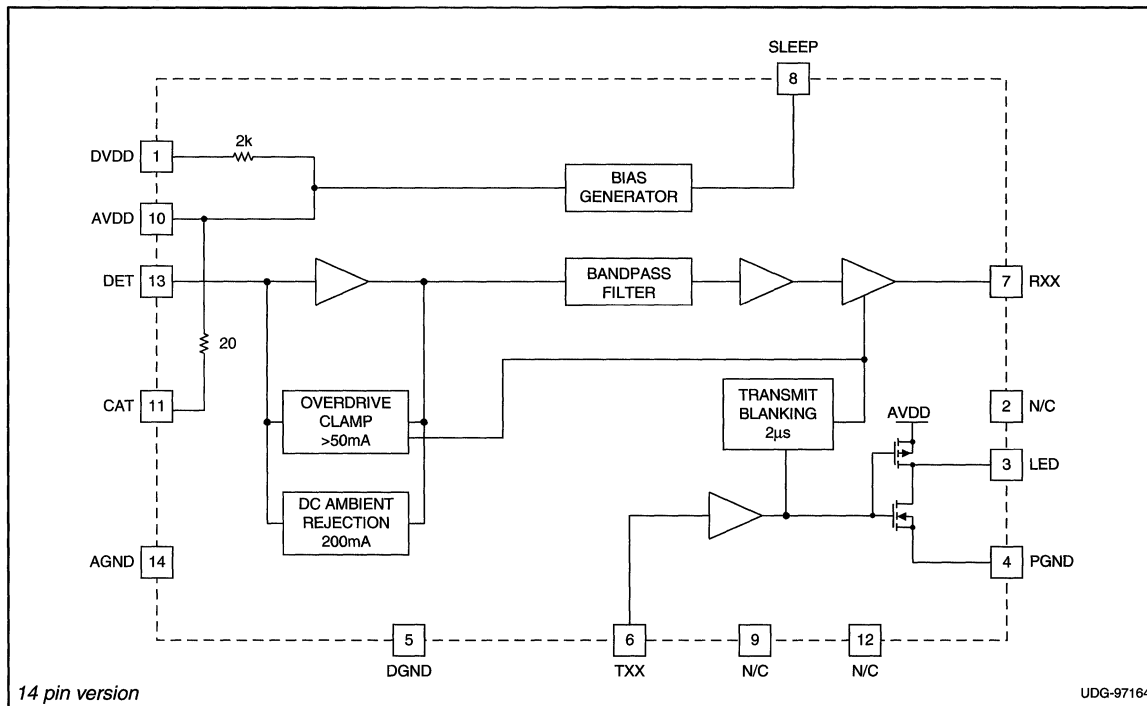 SLEEP
8
DVDD 1
2k
BIAS
GENERATOR
AVDD 10
DET 13
BANDPASS
FILTER
7 RXX
20
CAT 11
OVERDRIVE
CLAMP
>50mA
TRANSMIT
BLANKING
2μs
AVDD
2 N/C
3 LED
DC AMBIENT
REJECTION
200mA
AGND 14
4 PGND
5
DGND
6
TXX
9
N/C
12
N/C
14 pin version
UDG-97164